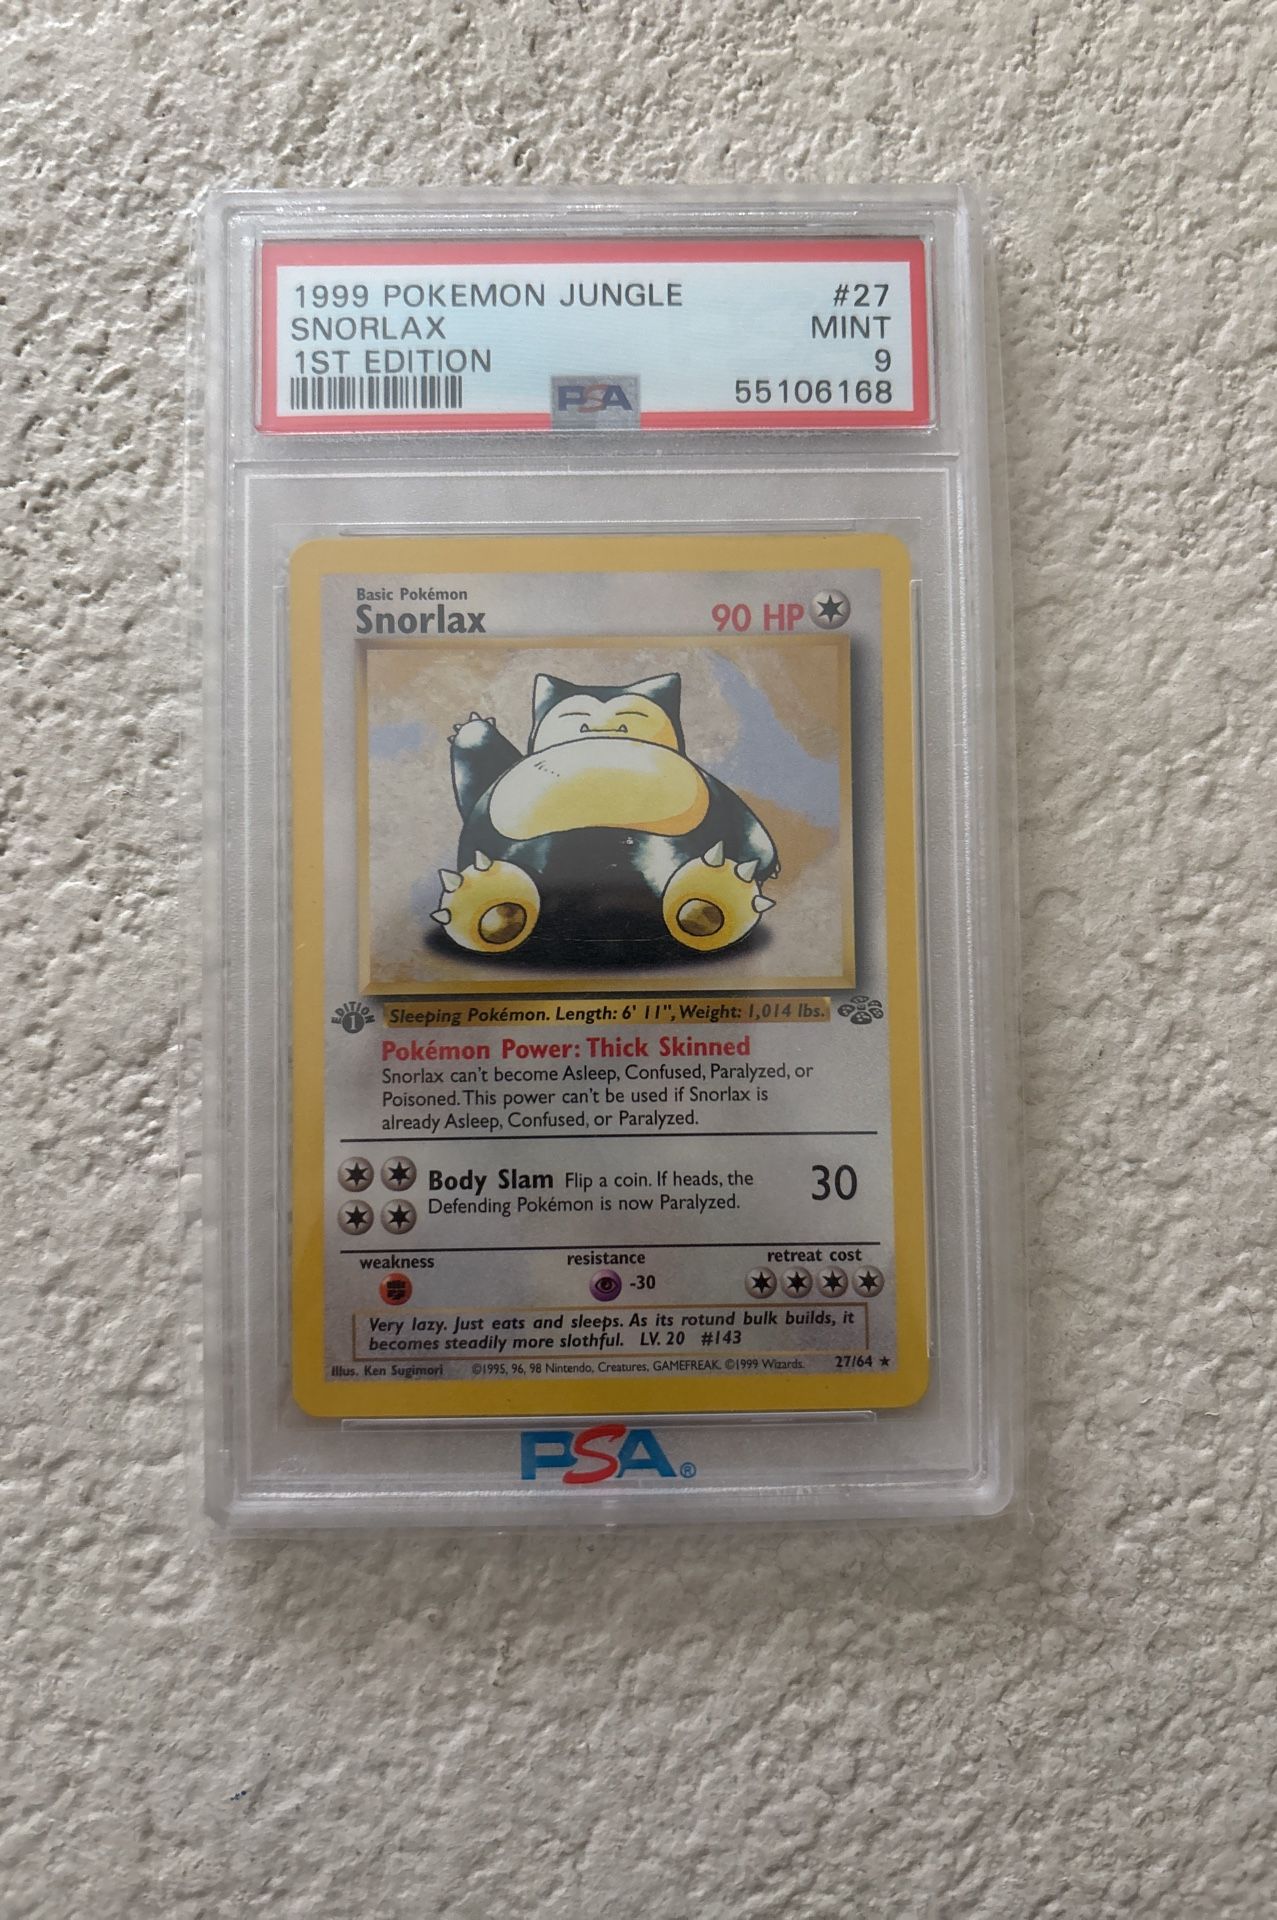 1999 POKEMON JUNGLE #27
SNORLAX MINT
1ST EDITION 9
PSA 55106168
Basic Pokémon
Snorlax 90 HP
EDITION 1
Sleeping Pokémon. Length: 6' 11", Weight: 1,014 lbs.
Pokémon Power: Thick Skinned
Snorlax can't become Asleep, Confused, Paralyzed, or
Poisoned. This power can't be used if Snorlax is
already Asleep, Confused, or Paralyzed.
Body Slam Flip a coin. If heads, the 30
Defending Pokémon is now Paralyzed.
weakness resistance retreat cost
-30
Very lazy. Just eats and sleeps. As its rotund bulk builds, it
becomes steadily more slothful. LV. 20 #143
Illus. Ken Sugimori ©1995, 96, 98 Nintendo, Creatures, GAMEFREAK. ©1999 Wizards. 27/64 ★
PSA®